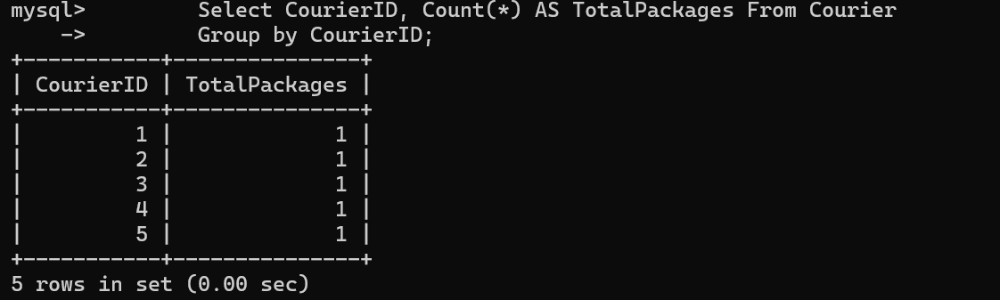 mysql>         Select CourierID, Count(*) AS TotalPackages From Courier
    ->         Group by CourierID;
+-----------+---------------+
| CourierID | TotalPackages |
+-----------+---------------+
|         1 |             1 |
|         2 |             1 |
|         3 |             1 |
|         4 |             1 |
|         5 |             1 |
+-----------+---------------+
5 rows in set (0.00 sec)